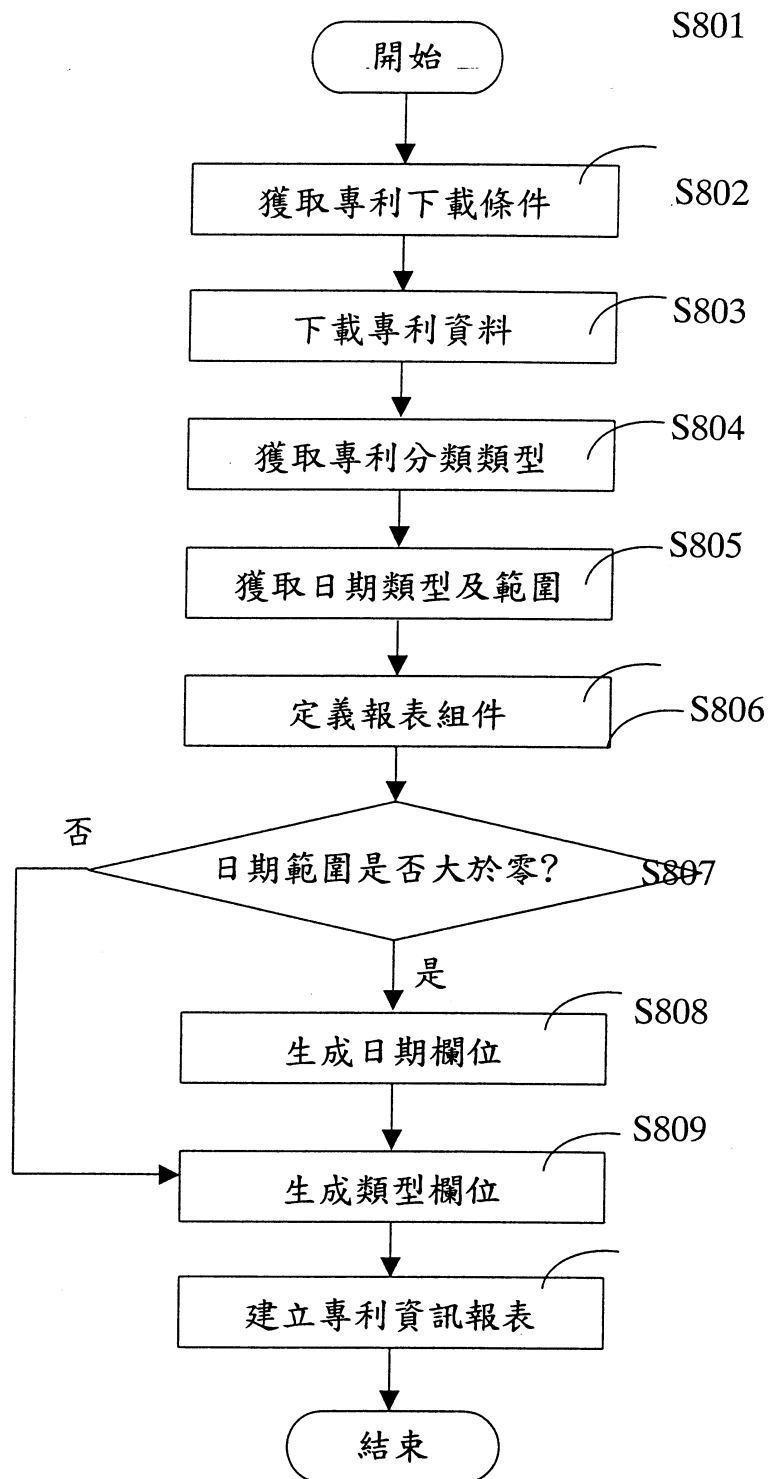 S801
開始
獲取專利下載條件
S802
下載專利資料
S803
獲取專利分類類型
S804
獲取日期類型及範圍
S805
定義報表組件
S806
否
日期範圍是否大於零?
S807
是
生成日期欄位
S808
生成類型欄位
S809
建立專利資訊報表
結束